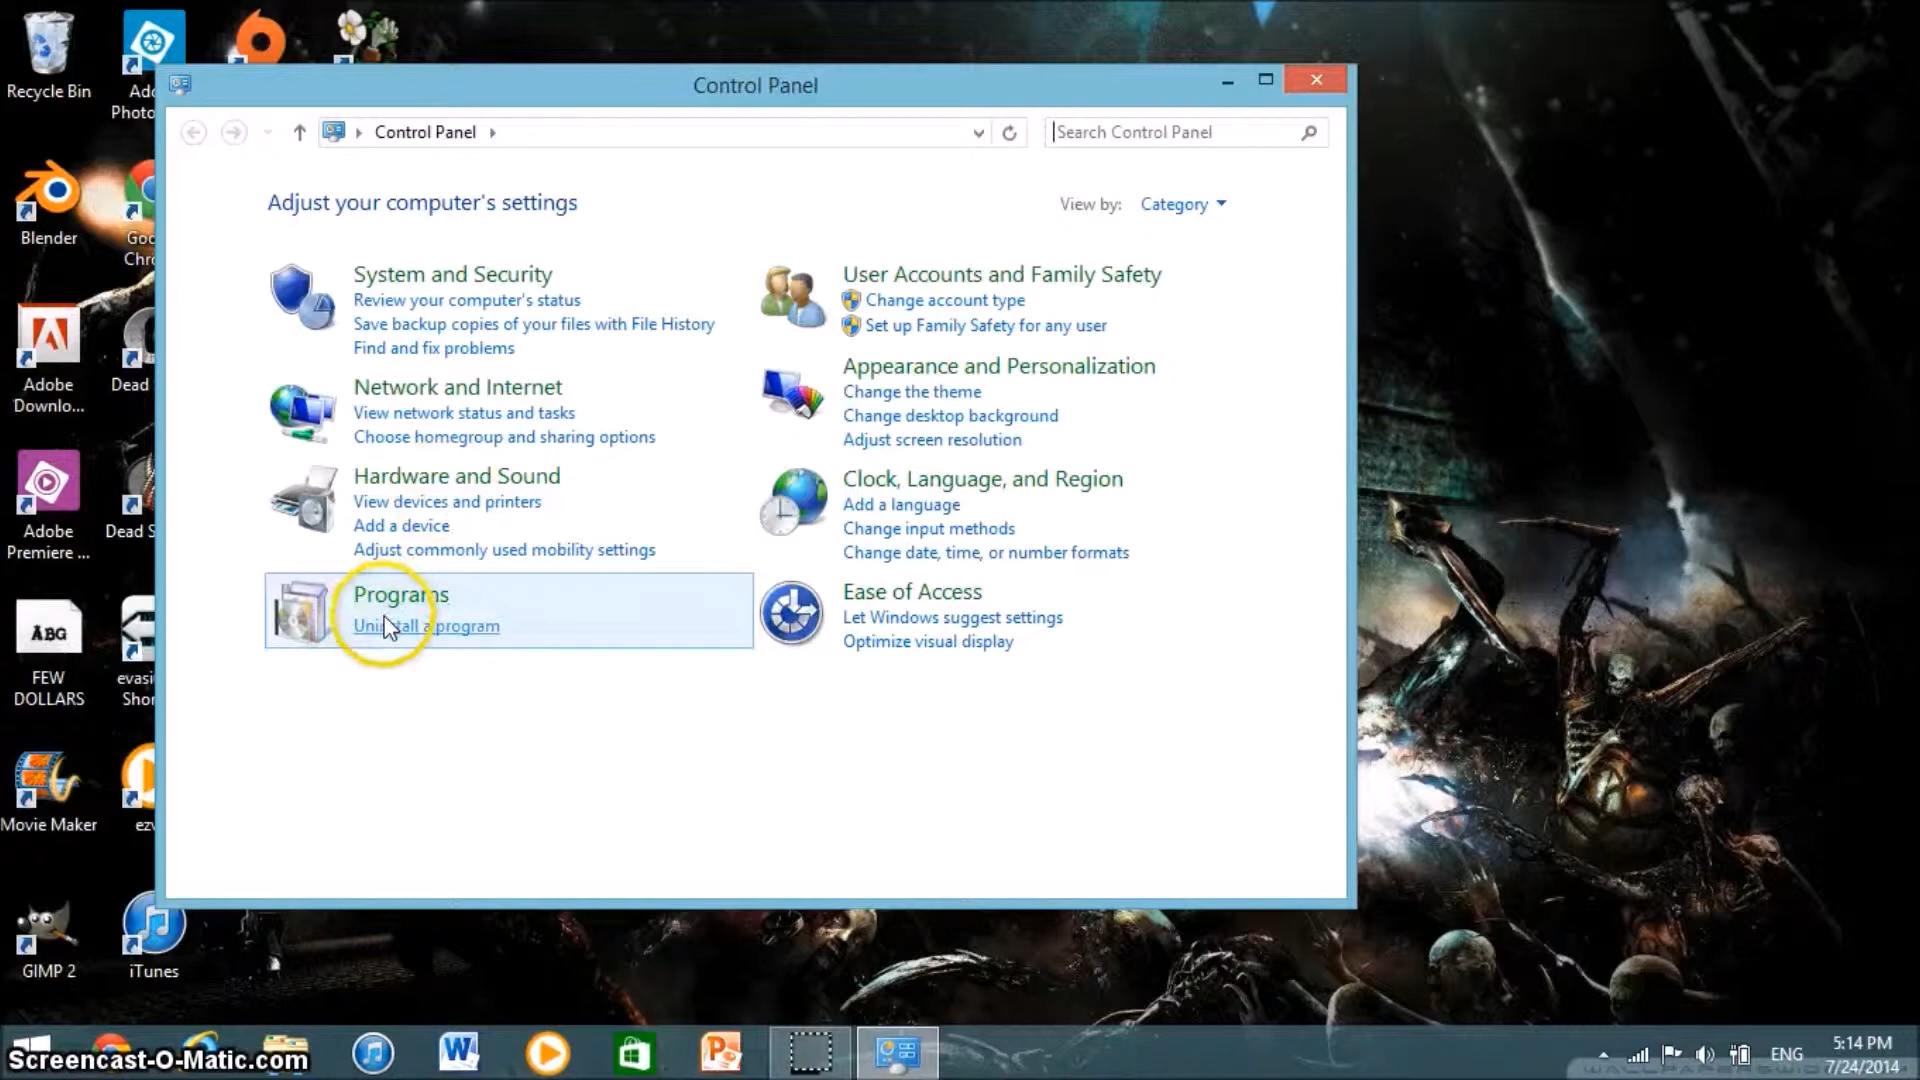 Recycle Bin
Control Panel
Control Panel
Search Control Panel
Adjust your computer's settings
View by: Category
System and Security
Review your computer's status
Save backup copies of your files with File History
Find and fix problems
Network and Internet
View network status and tasks
Choose homegroup and sharing options
Hardware and Sound
View devices and printers
Add a device
Adjust commonly used mobility settings
Programs
Uninstall a program
User Accounts and Family Safety
Change account type
Set up Family Safety for any user
Appearance and Personalization
Change the theme
Change desktop background
Adjust screen resolution
Clock, Language, and Region
Add a language
Change input methods
Change date, time, or number formats
Ease of Access
Let Windows suggest settings
Optimize visual display
Photo
Blender
Adobe
Downlo...
Dead
Adobe
Premiere ...
Dead S
ABG
FEW
DOLLARS
evasi
Shor
Movie Maker
ezv
GIMP 2
iTunes
Screencast-O-Matic.com
ENG
5:14 PM
7/24/2014